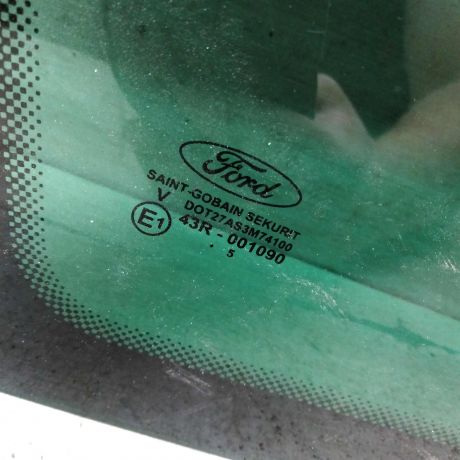 Ford
SAINT-GOBAIN SEKURIT
DOT27AS3M74100
V
E1 43R - 001090
. 5